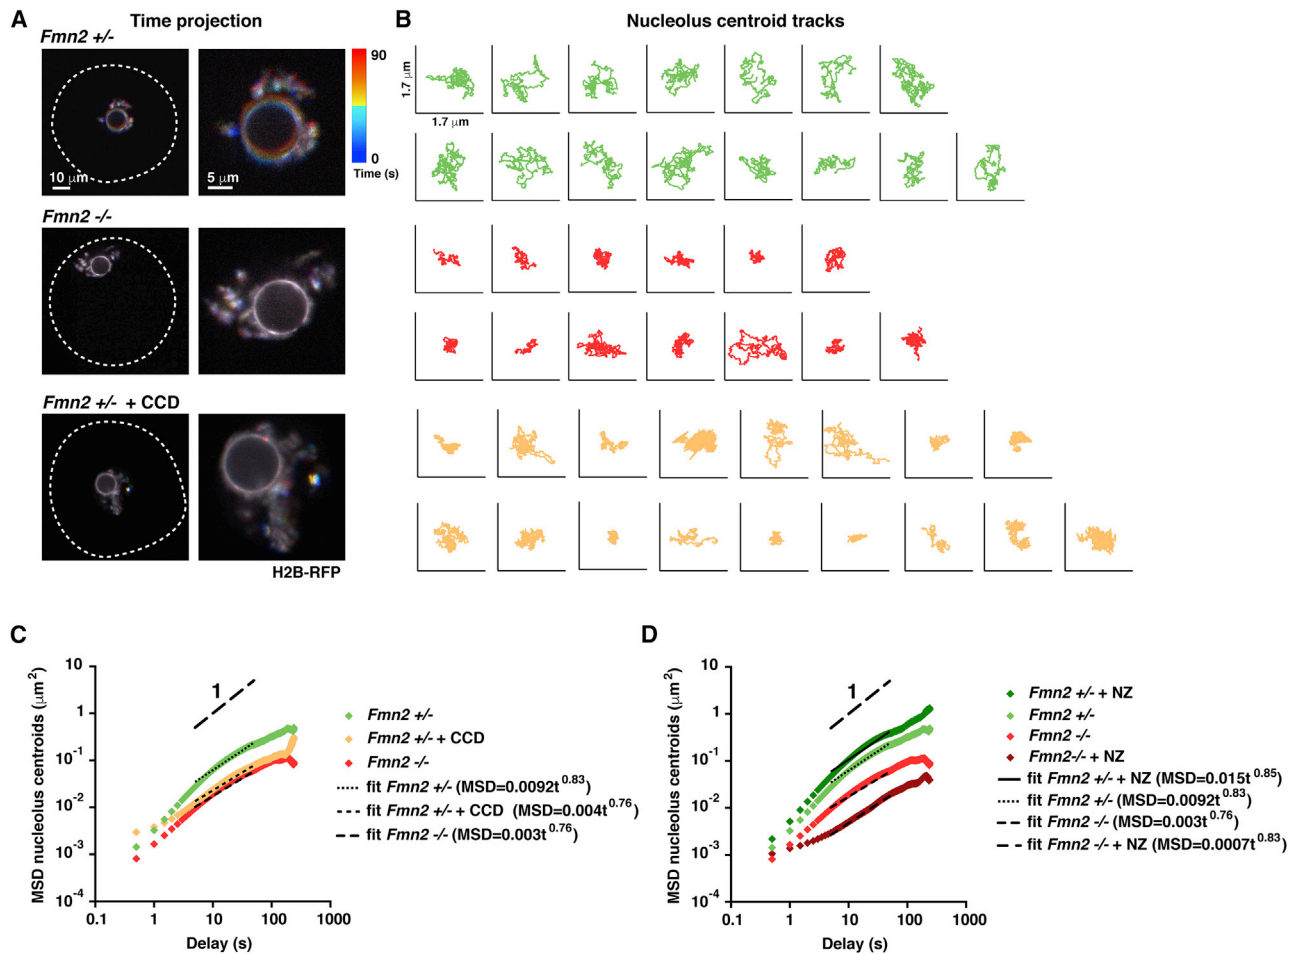 A
Time projection
B
Nucleolus centroid tracks
Fmn2 +/-
90
0
Time (s)
10 μm
5 μm
1.7 μm
1.7 μm
Fmn2 -/-
Fmn2 +/- + CCD
H2B-RFP
C
MSD nucleolus centroids (μm²)
10
1
10⁻¹
10⁻²
10⁻³
10⁻⁴
0.1
1
10
100
1000
Delay (s)
1
Fmn2 +/-
Fmn2 +/- + CCD
Fmn2 -/-
fit Fmn2 +/- (MSD=0.0092t^0.83)
fit Fmn2 +/- + CCD (MSD=0.004t^0.76)
fit Fmn2 -/- (MSD=0.003t^0.76)
D
MSD nucleolus centroids (μm²)
10
1
10⁻¹
10⁻²
10⁻³
10⁻⁴
0.1
1
10
100
1000
Delay (s)
1
Fmn2 +/- + NZ
Fmn2 +/-
Fmn2 -/-
Fmn2-/- + NZ
fit Fmn2 +/- + NZ (MSD=0.015t^0.85)
fit Fmn2 +/- (MSD=0.0092t^0.83)
fit Fmn2 -/- (MSD=0.003t^0.76)
fit Fmn2 -/- + NZ (MSD=0.0007t^0.83)